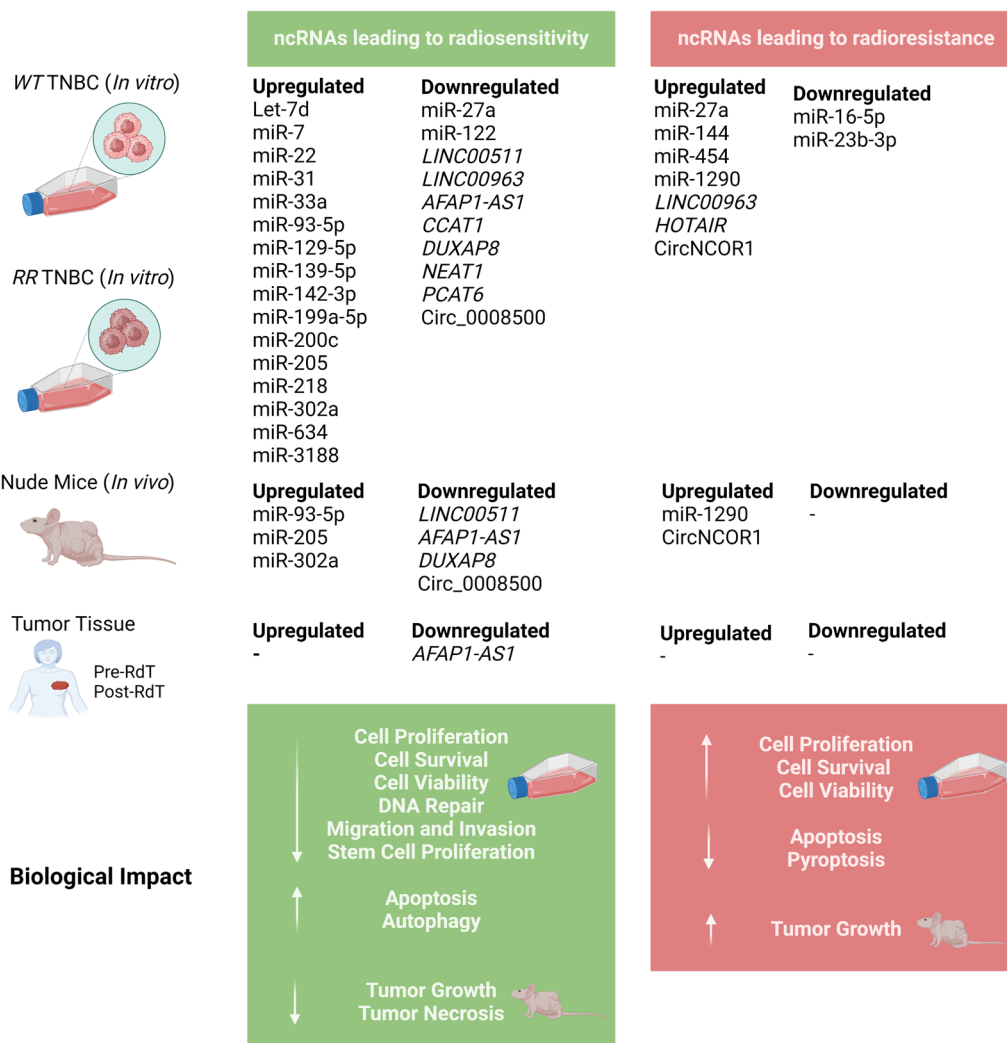 ncRNAs leading to radiosensitivity
ncRNAs leading to radioresistance
WT TNBC (In vitro)
RR TNBC (In vitro)
Upregulated
Let-7d
miR-7
miR-22
miR-31
miR-33a
miR-93-5p
miR-129-5p
miR-139-5p
miR-142-3p
miR-199a-5p
miR-200c
miR-205
miR-218
miR-302a
miR-634
miR-3188
Downregulated
miR-27a
miR-122
LINC00511
LINC00963
AFAP1-AS1
CCAT1
DUXAP8
NEAT1
PCAT6
Circ_0008500
Upregulated
miR-27a
miR-144
miR-454
miR-1290
LINC00963
HOTAIR
CircNCOR1
Downregulated
miR-16-5p
miR-23b-3p
Nude Mice (In vivo)
Upregulated
miR-93-5p
miR-205
miR-302a
Downregulated
LINC00511
AFAP1-AS1
DUXAP8
Circ_0008500
Upregulated
miR-1290
CircNCOR1
Downregulated
-
Tumor Tissue
Pre-RdT
Post-RdT
Upregulated
-
Downregulated
AFAP1-AS1
Upregulated
-
Downregulated
-
Biological Impact
Cell Proliferation
Cell Survival
Cell Viability
DNA Repair
Migration and Invasion
Stem Cell Proliferation
Apoptosis
Autophagy
Tumor Growth
Tumor Necrosis
Cell Proliferation
Cell Survival
Cell Viability
Apoptosis
Pyroptosis
Tumor Growth